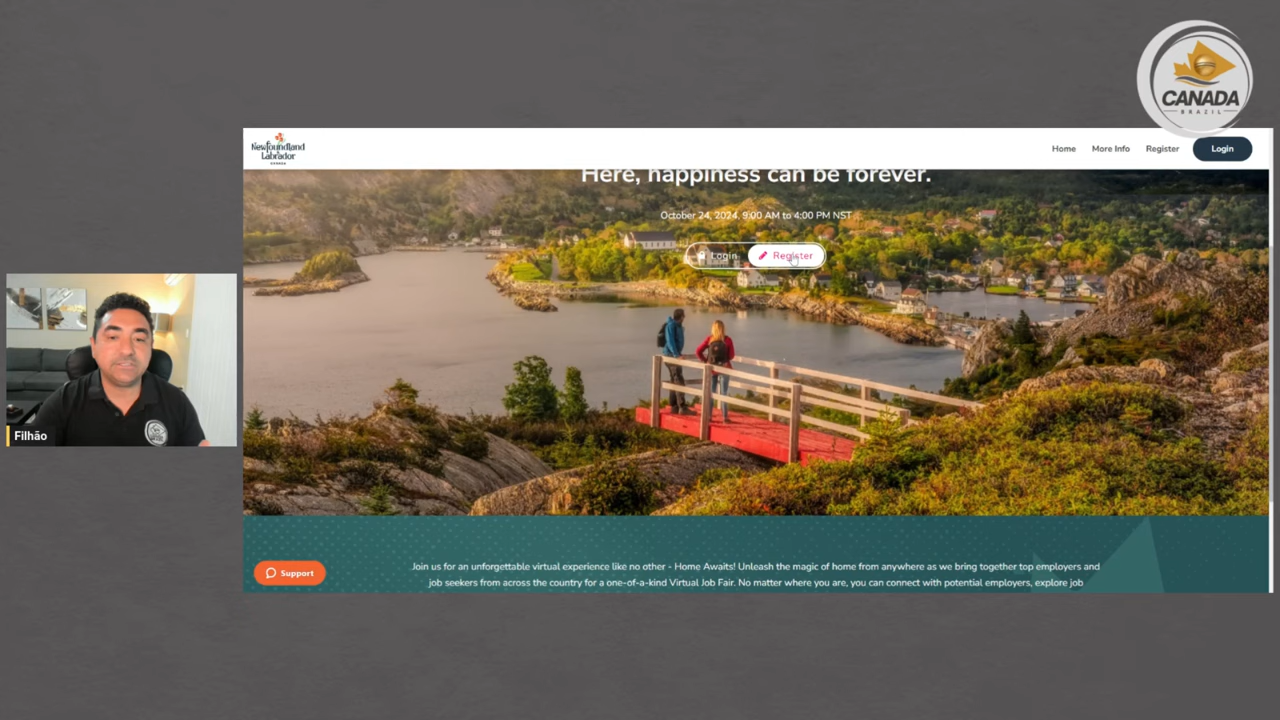 CANADA
BRAZIL
Newfoundland
Labrador
CANADA
Home
More Info
Register
Login
Here, happiness can be forever.
October 24, 2024, 9:00 AM to 4:00 PM NST
Login
Register
Filhão
Support
Join us for an unforgettable virtual experience like no other - Home Awaits! Unleash the magic of home from anywhere as we bring together top employers and
job seekers from across the country for a one-of-a-kind Virtual Job Fair. No matter where you are, you can connect with potential employers, explore job